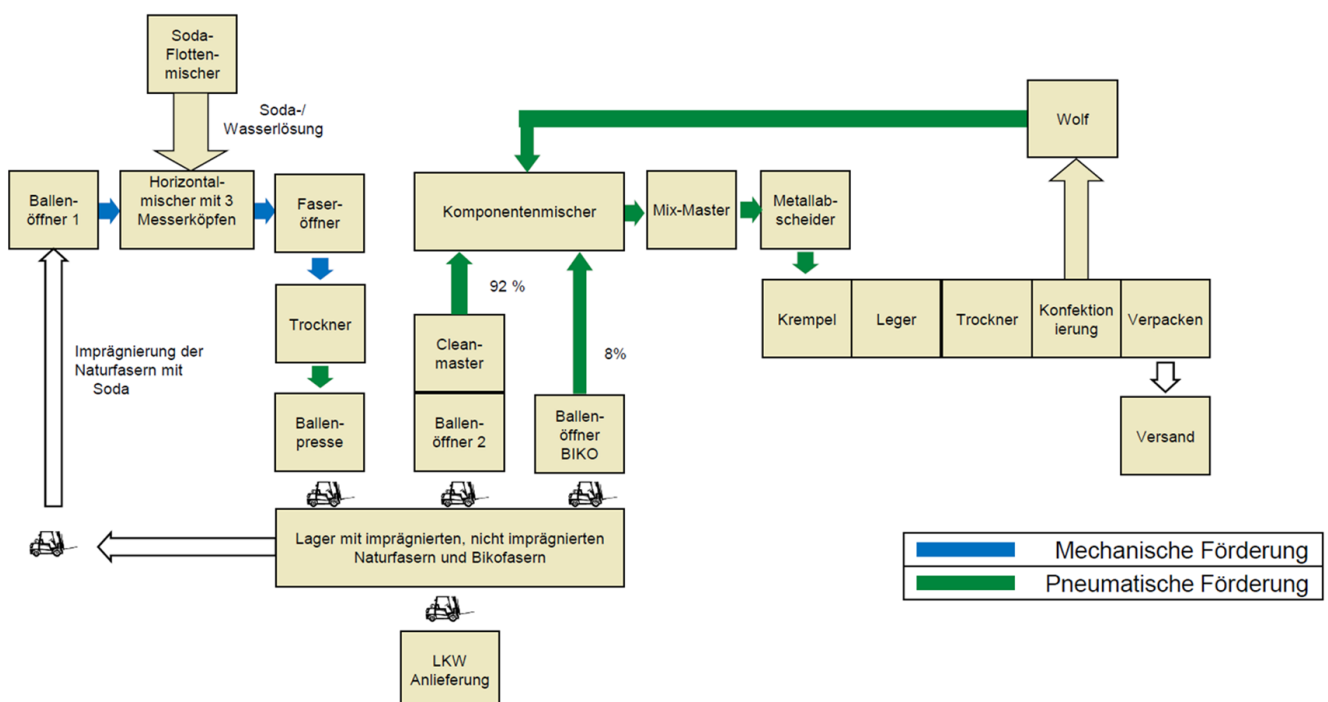 Soda-
Flotten-
mischer
Soda-/
Wasserlösung
Wolf
Ballen-
öffner 1
Horizontal-
mischer mit 3
Messerköpfen
Faser-
öffner
Komponentenmischer
Mix-Master
Metallab-
scheider
92 %
8%
Trockner
Clean-
master
Krempel
Leger
Trockner
Konfektion
ierung
Verpacken
Imprägnierung der
Naturfasern mit
Soda
Ballen-
presse
Ballen-
öffner 2
Ballen-
öffner
BIKO
Versand
Lager mit imprägnierten, nicht imprägnierten
Naturfasern und Bikofasern
Mechanische Förderung
Pneumatische Förderung
LKW
Anlieferung